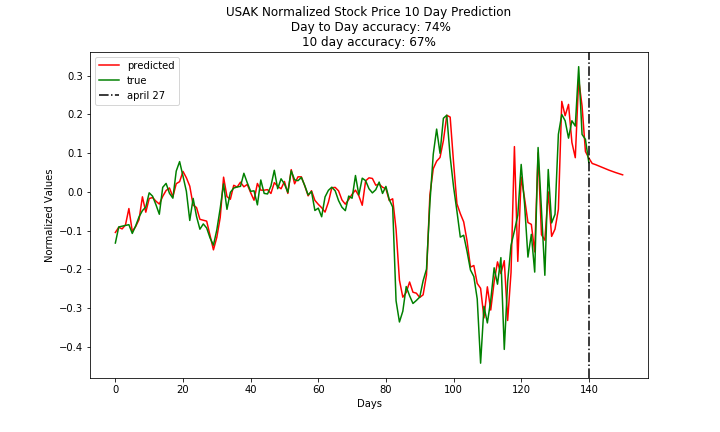 USAK Normalized Stock Price 10 Day Prediction
Day to Day accuracy: 74%
10 day accuracy: 67%
predicted
true
april 27
Normalized Values
0.3
0.2
0.1
0.0
−0.1
−0.2
−0.3
−0.4
0 20 40 60 80 100 120 140
Days